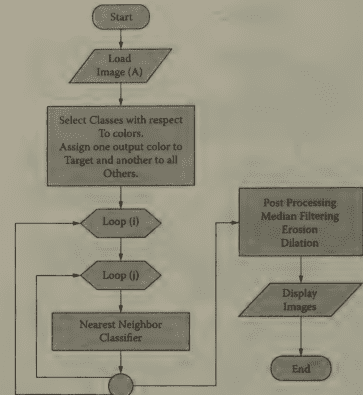 Start
Load
Image (A)
Select Classes with respect
To colors.
Assign one output color to
Target and another to all
Others.
Loop (i)
Loop (j)
Nearest Neighbor
Classifier
Post Processing
Median Filtering
Erosion
Dilation
Display
Images
End